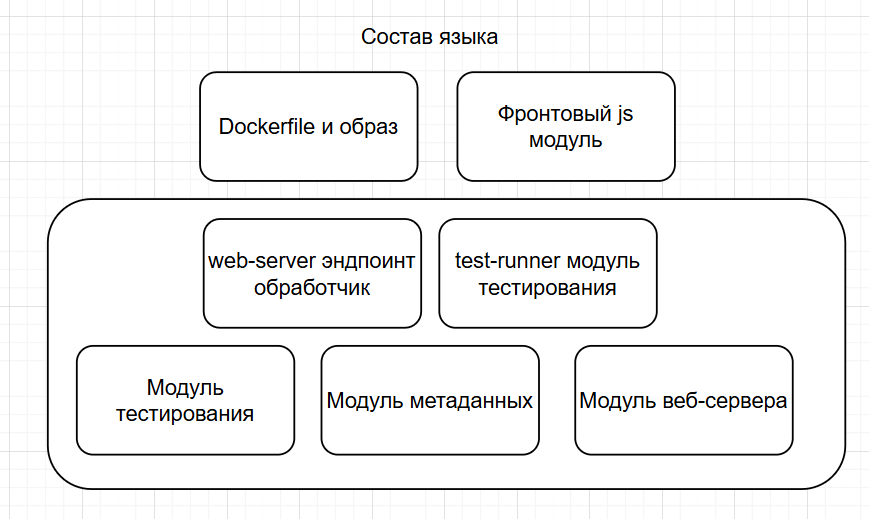 Состав языка
Dockerfile и образ
Фронтовый js
модуль
web-server эндпоинт
обработчик
test-runner модуль
тестирования
Модуль
тестирования
Модуль метаданных
Модуль веб-сервера